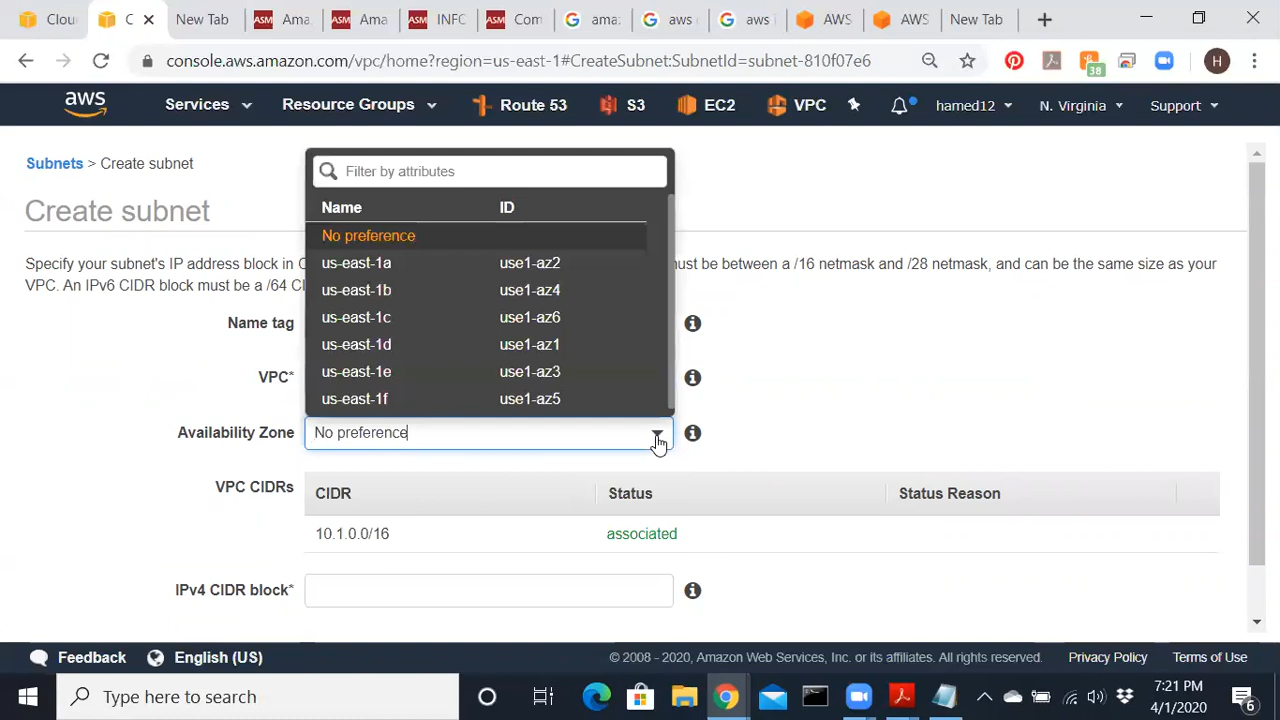 Clou
C
New Tab
Ama
Ama
INFC
Com
amaz
aws
aws
AWS
AWS
New Tab
console.aws.amazon.com/vpc/home?region=us-east-1#CreateSubnet:SubnetId=subnet-810f07e6
38
H
aws
Services
Resource Groups
Route 53
S3
EC2
VPC
hamed12
N. Virginia
Support
Subnets > Create subnet
Create subnet
Filter by attributes
Name ID
No preference
us-east-1a use1-az2
us-east-1b use1-az4
us-east-1c use1-az6
us-east-1d use1-az1
us-east-1e use1-az3
us-east-1f use1-az5
Specify your subnet's IP address block in must be between a /16 netmask and /28 netmask, and can be the same size as your
VPC. An IPv6 CIDR block must be a /64 CI
Name tag
VPC*
Availability Zone No preference
VPC CIDRs CIDR Status Status Reason
10.1.0.0/16 associated
IPv4 CIDR block*
Feedback
English (US)
© 2008 - 2020, Amazon Web Services, Inc. or its affiliates. All rights reserved.
Privacy Policy
Terms of Use
Type here to search
7:21 PM
4/1/2020
6